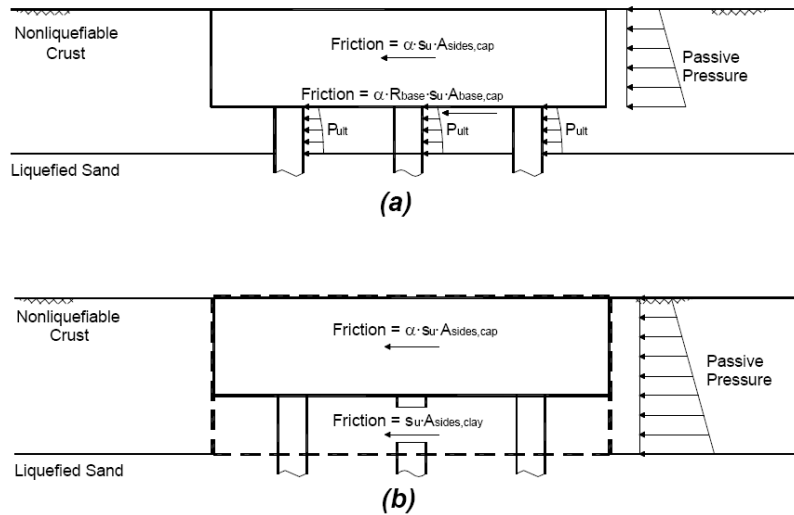 Nonliquefiable
Crust
Friction = α· su· Asides,cap
Passive
Pressure
Friction = α· Rbase· su· Abase,cap
Pult
Pult
Pult
Liquefied Sand
(a)
Nonliquefiable
Crust
Friction = α· su· Asides,cap
Passive
Pressure
Friction = su· Asides,clay
Liquefied Sand
(b)